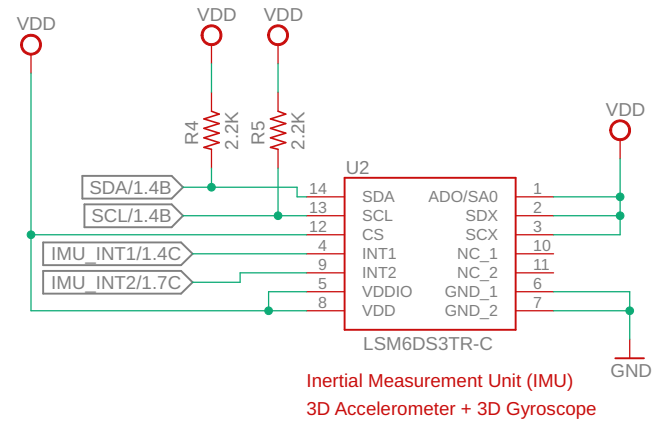 VDD
VDD
VDD
VDD
R4
2.2K
R5
2.2K
U2
SDA/1.4B
SCL/1.4B
IMU_INT1/1.4C
IMU_INT2/1.7C
14 SDA ADO/SA0 1
13 SCL SDX 2
12 CS SCX 3
4 INT1 NC_1 10
9 INT2 NC_2 11
5 VDDIO GND_1 6
8 VDD GND_2 7
LSM6DS3TR-C
GND
Inertial Measurement Unit (IMU)
3D Accelerometer + 3D Gyroscope